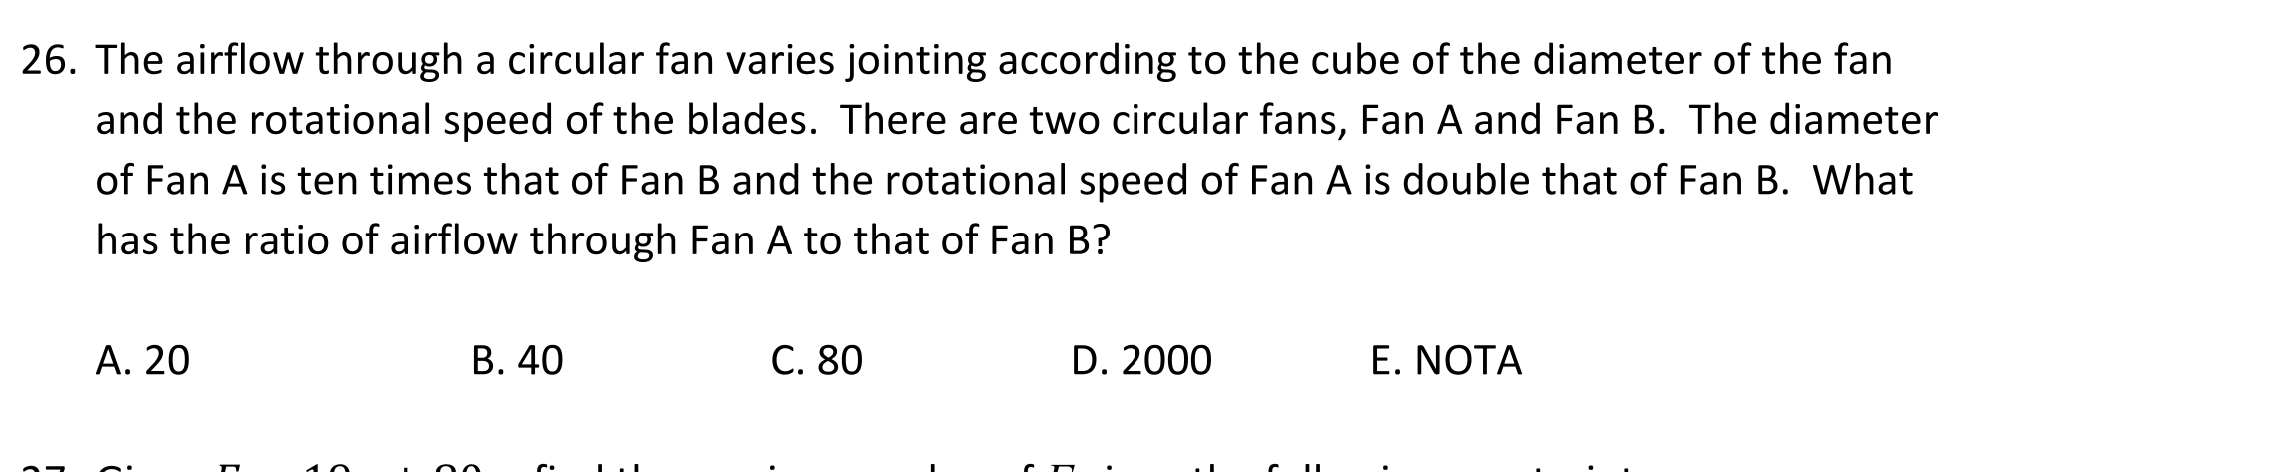 26. The airflow through a circular fan varies jointing according to the cube of the diameter of the fan
and the rotational speed of the blades. There are two circular fans, Fan A and Fan B. The diameter
of Fan A is ten times that of Fan B and the rotational speed of Fan A is double that of Fan B. What
has the ratio of airflow through Fan A to that of Fan B?
A. 20 B. 40 C. 80 D. 2000 E. NOTA